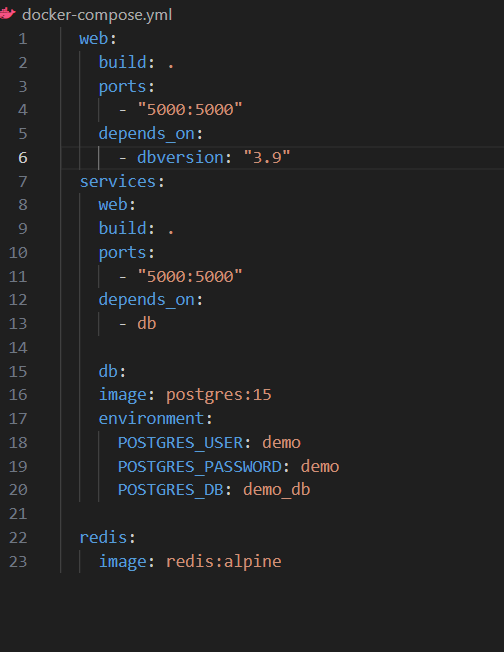 docker-compose.yml
1 web:
2   build: .
3   ports:
4     - "5000:5000"
5   depends_on:
6     - dbversion: "3.9"
7 services:
8   web:
9   build: .
10   ports:
11     - "5000:5000"
12   depends_on:
13     - db
14
15   db:
16   image: postgres:15
17   environment:
18     POSTGRES_USER: demo
19     POSTGRES_PASSWORD: demo
20     POSTGRES_DB: demo_db
21
22 redis:
23   image: redis:alpine